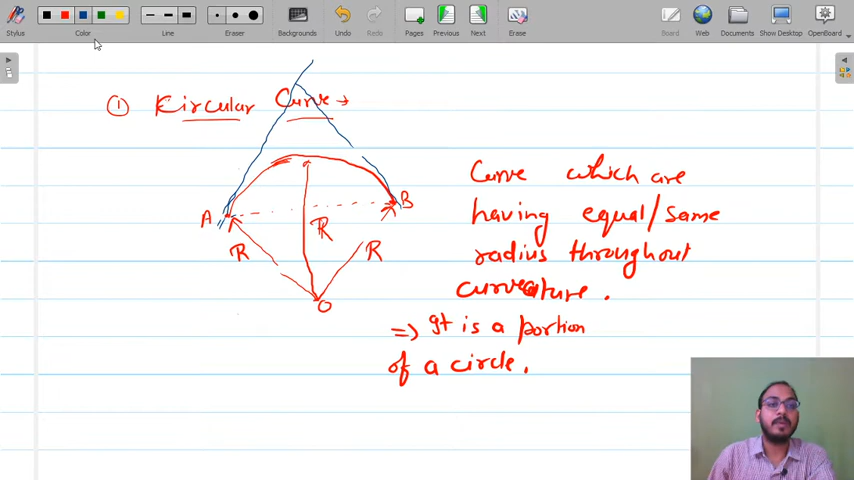 Stylus
Color
Line
Eraser
Backgrounds
Undo
Redo
Pages
Previous
Next
Erase
Board
Web
Documents
Show Desktop
OpenBoard
① Circular Curve →
A
B
R
R
R
O
Curve which are
having equal/same
radius throughout
curveature.
=> It is a portion
of a circle.